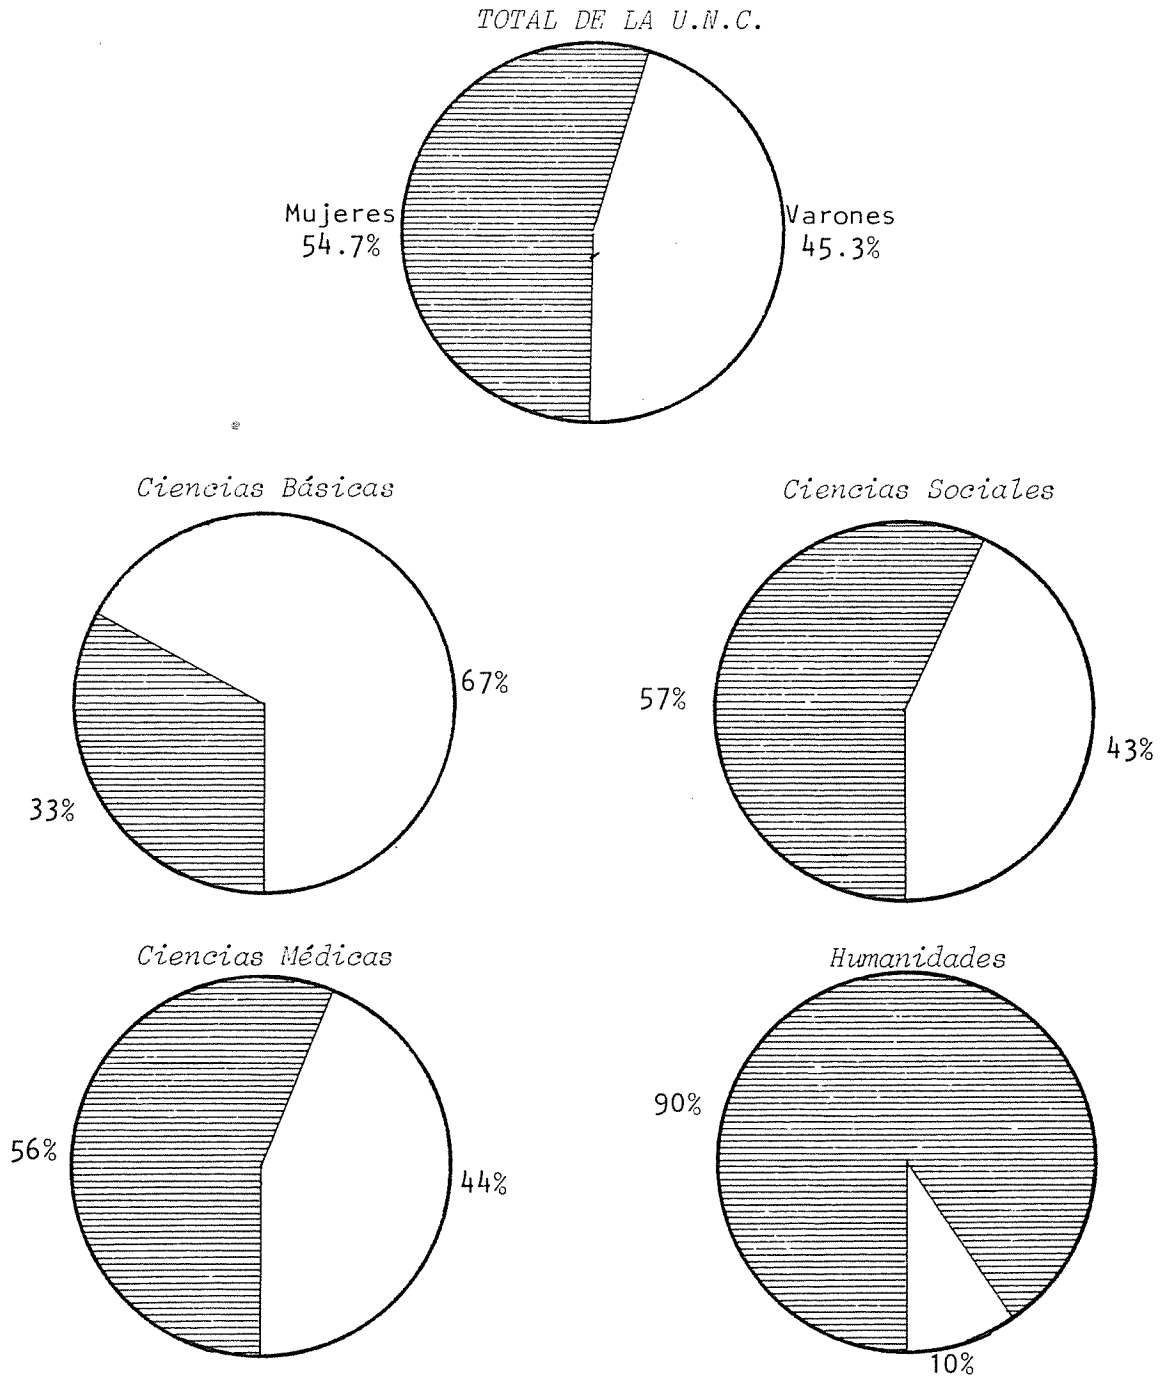 TOTAL DE LA U.N.C.
Mujeres
54.7%
Varones
45.3%
Ciencias Básicas
67%
33%
Ciencias Sociales
57%
43%
Ciencias Médicas
56%
44%
Humanidades
90%
10%